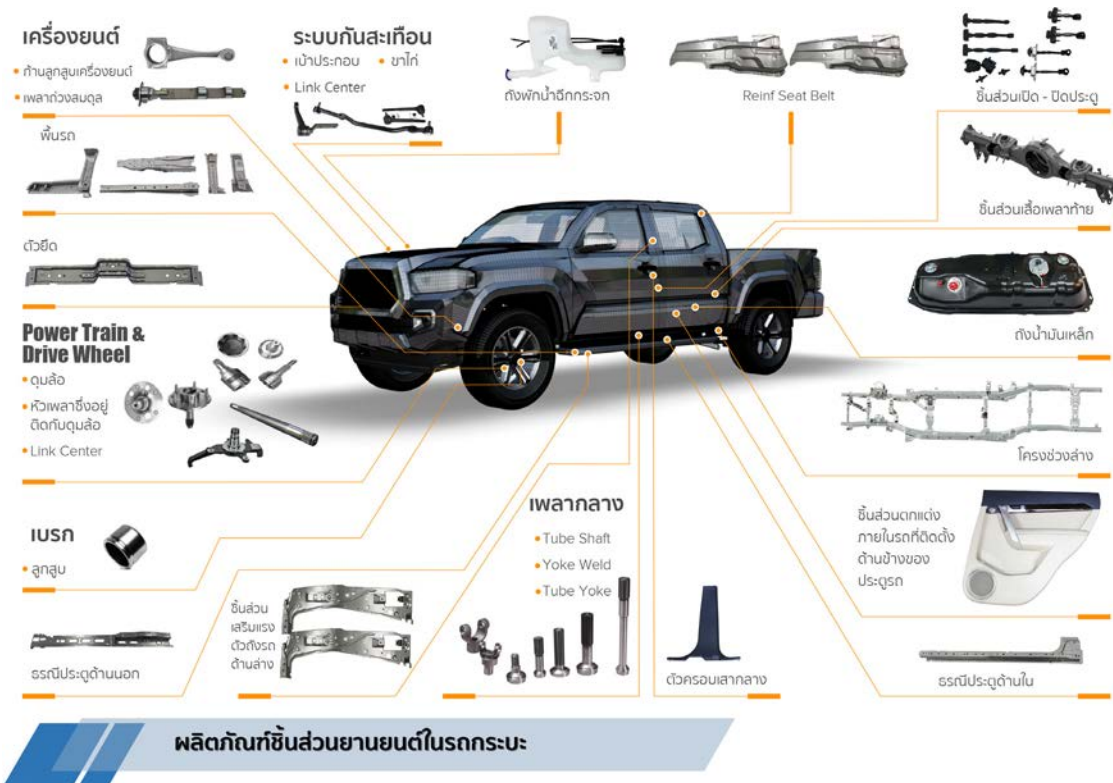 เครื่องยนต์
ก้านลูกสูบเครื่องยนต์
เพลาถ่วงสมดุล
ระบบกันสะเทือน
เบ้าประกอบ
ขาไก่
Link Center
ถังพักน้ำฉีดกระจก
Reinf Seat Belt
ชิ้นส่วนเปิด - ปิดประตู
พื้นรถ
ชิ้นส่วนเสื้อเพลาท้าย
ตัวยึด
ถังน้ำมันเหล็ก
Power Train &
Drive Wheel
ดุมล้อ
หัวเพลาซึ่งอยู่
ติดกับดุมล้อ
Link Center
โครงช่วงล่าง
เบรก
ลูกสูบ
เพลากลาง
Tube Shaft
Yoke Weld
Tube Yoke
ชิ้นส่วนตกแต่ง
ภายในรถที่ติดตั้ง
ด้านข้างของ
ประตูรถ
ธรณีประตูด้านนอก
ชิ้นส่วน
เสริมแรง
ตัวถังรถ
ด้านล่าง
ตัวครอบเสากลาง
ธรณีประตูด้านใน
ผลิตภัณฑ์ชิ้นส่วนยานยนต์ในรถกระบะ